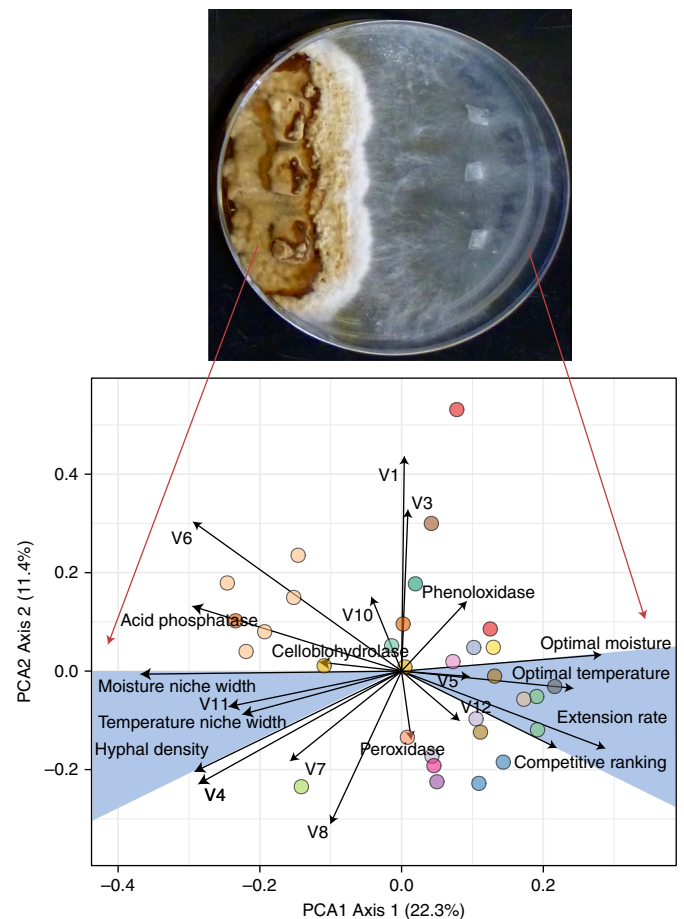 0.4
0.2
0.0
−0.2
PCA2 Axis 2 (11.4%)
V1
V3
V6
Phenoloxidase
V10
Acid phosphatase
Optimal moisture
Cellobiohydrolase
Optimal temperature
V5
Moisture niche width
V11
V12
Extension rate
Temperature niche width
Hyphal density
Peroxidase
Competitive ranking
V7
V4
V8
−0.4
−0.2
0.0
0.2
PCA1 Axis 1 (22.3%)